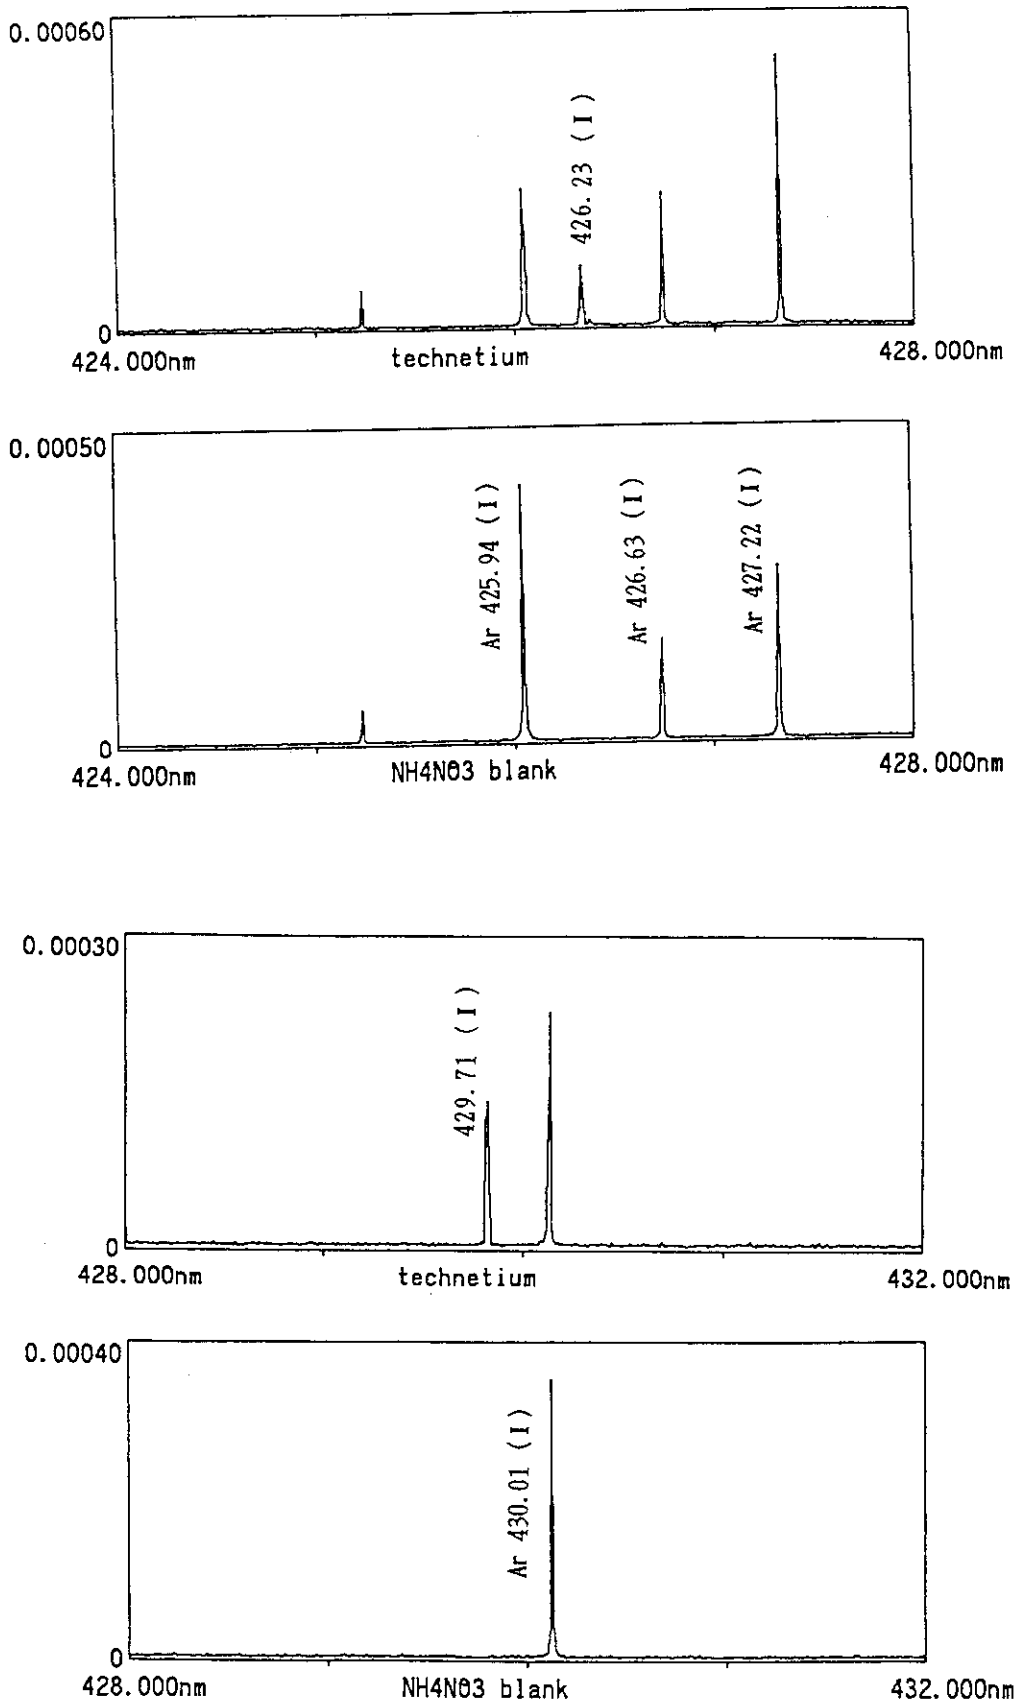 0.00060
426.23 (I)
0
424.000nm
technetium
428.000nm
0.00050
Ar 425.94 (I)
Ar 426.63 (I)
Ar 427.22 (I)
0
424.000nm
NH4NO3 blank
428.000nm
0.00030
429.71 (I)
0
428.000nm
technetium
432.000nm
0.00040
Ar 430.01 (I)
0
428.000nm
NH4NO3 blank
432.000nm